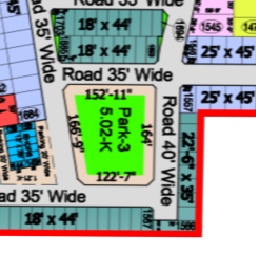 18' x 44'
18' x 44'
1545
25' x 45'
Road 35' Wide
Road 35' Wide
152'-11"
25' x 45'
1684
166'-9"
Park-3
5.02-K
164'
Road 40' Wide
22'-6" x 35'
122'-7"
ad 35' Wide
18' x 44'